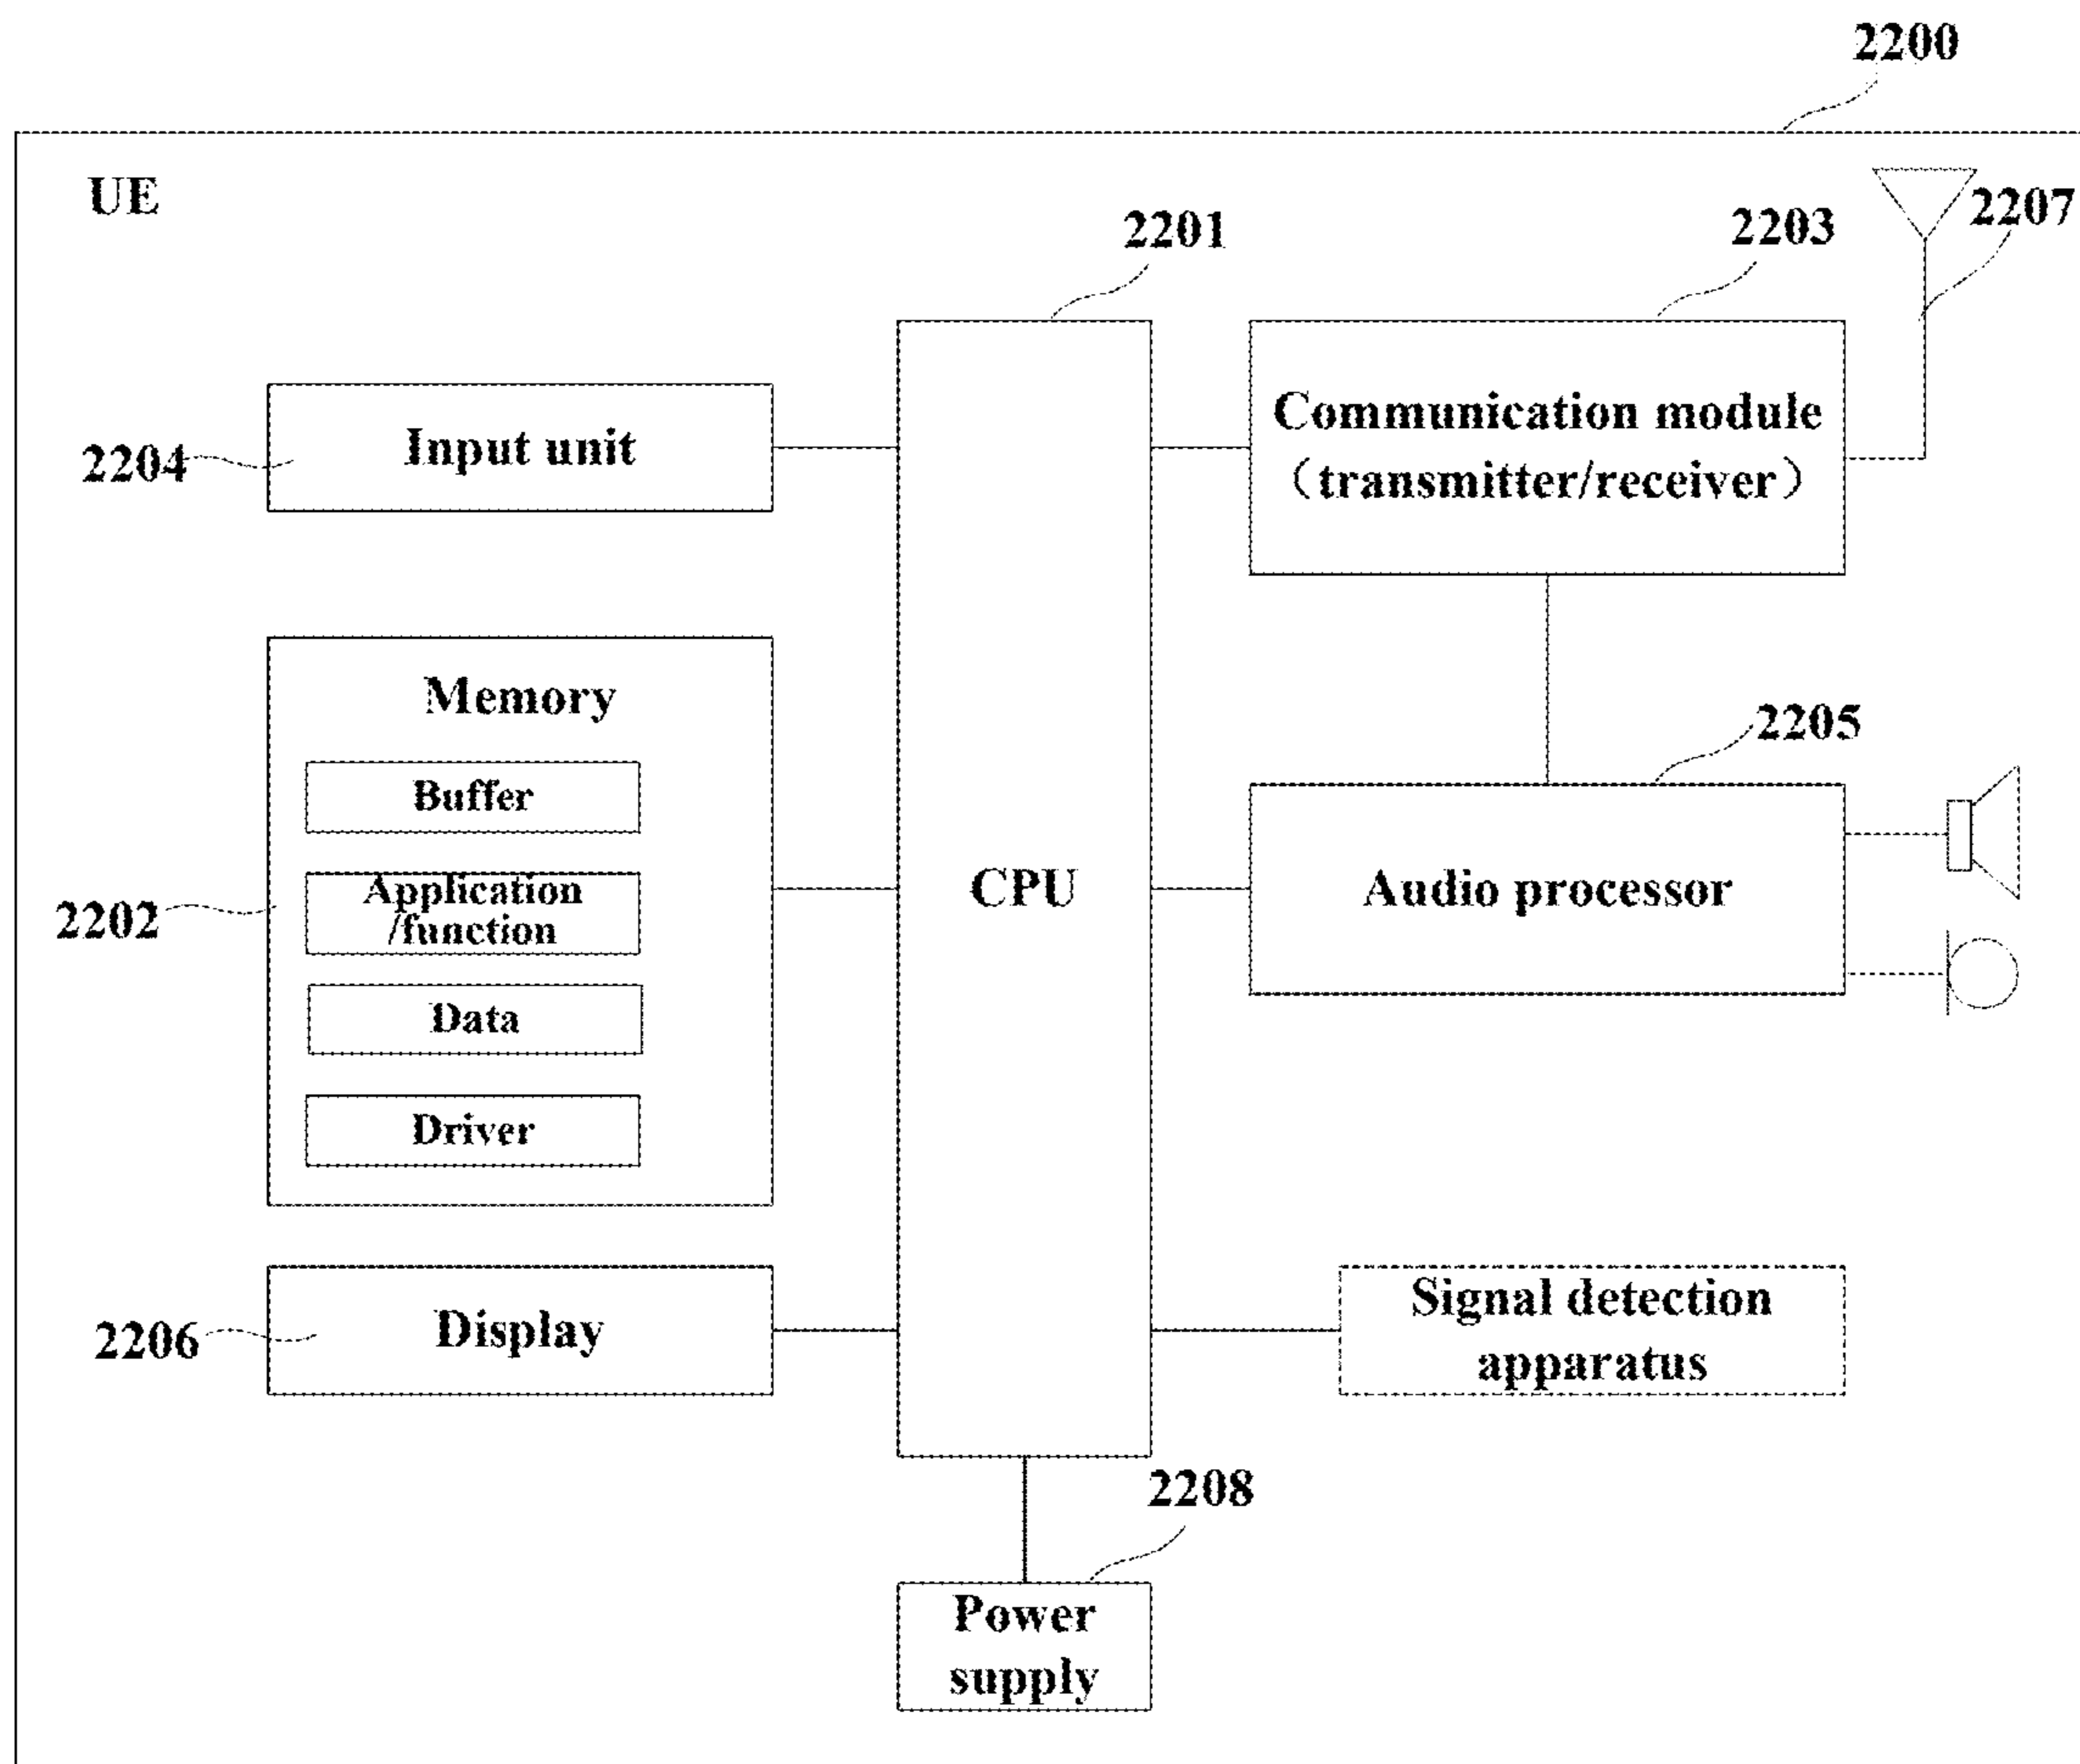 2200
UE
2207
2201
2203
Input unit
2204
Communication module
（transmitter/receiver）
Memory
Buffer
Application
/function
Data
Driver
2202
CPU
2205
Audio processor
Display
2206
Signal detection
apparatus
2208
Power
supply